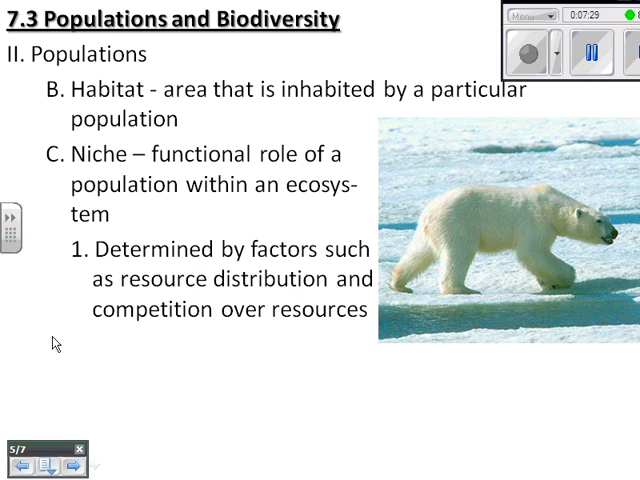 7.3 Populations and Biodiversity
Menu
0:07:29
II. Populations
B. Habitat - area that is inhabited by a particular
population
C. Niche – functional role of a
population within an ecosys-
tem
1. Determined by factors such
as resource distribution and
competition over resources
5/7